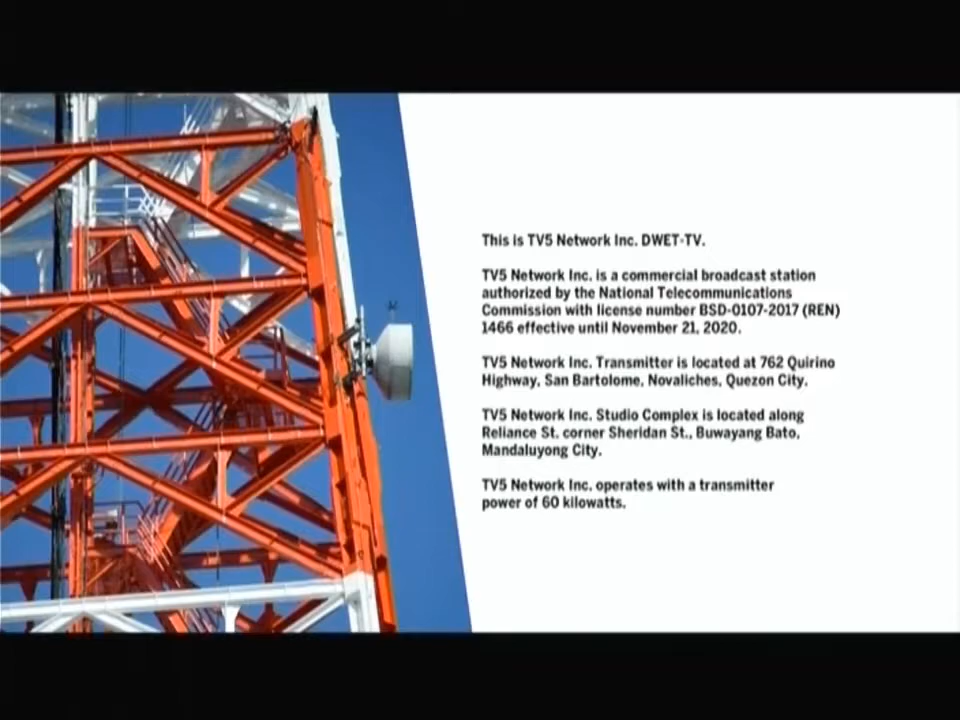 This is TV5 Network Inc. DWET-TV.
TV5 Network Inc. is a commercial broadcast station
authorized by the National Telecommunications
Commission with license number BSD-0107-2017 (REN)
1466 effective until November 21, 2020.
TV5 Network Inc. Transmitter is located at 762 Quirino
Highway, San Bartolome, Novaliches, Quezon City.
TV5 Network Inc. Studio Complex is located along
Reliance St. corner Sheridan St., Buwayang Bato,
Mandaluyong City.
TV5 Network Inc. operates with a transmitter
power of 60 kilowatts.